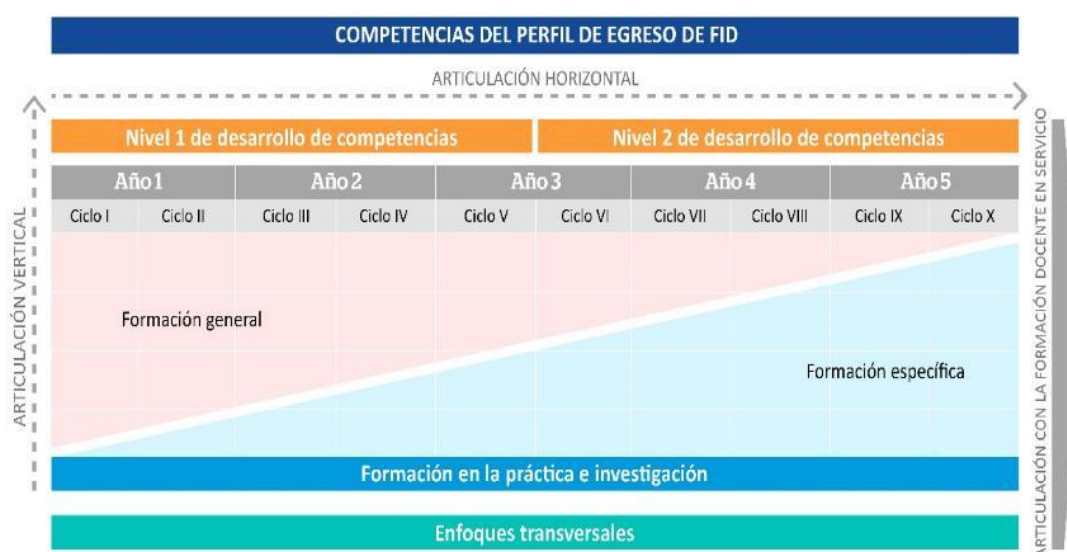 COMPETENCIAS DEL PERFIL DE EGRESO DE FID
ARTICULACIÓN HORIZONTAL
Nivel 1 de desarrollo de competencias
Nivel 2 de desarrollo de competencias
Año 1
Año 2
Año 3
Año 4
Año 5
Ciclo I
Ciclo II
Ciclo III
Ciclo IV
Ciclo V
Ciclo VI
Ciclo VII
Ciclo VIII
Ciclo IX
Ciclo X
ARTICULACIÓN VERTICAL
Formación general
Formación específica
Formación en la práctica e investigación
Enfoques transversales
ARTICULACIÓN CON LA FORMACIÓN DOCENTE EN SERVICIO